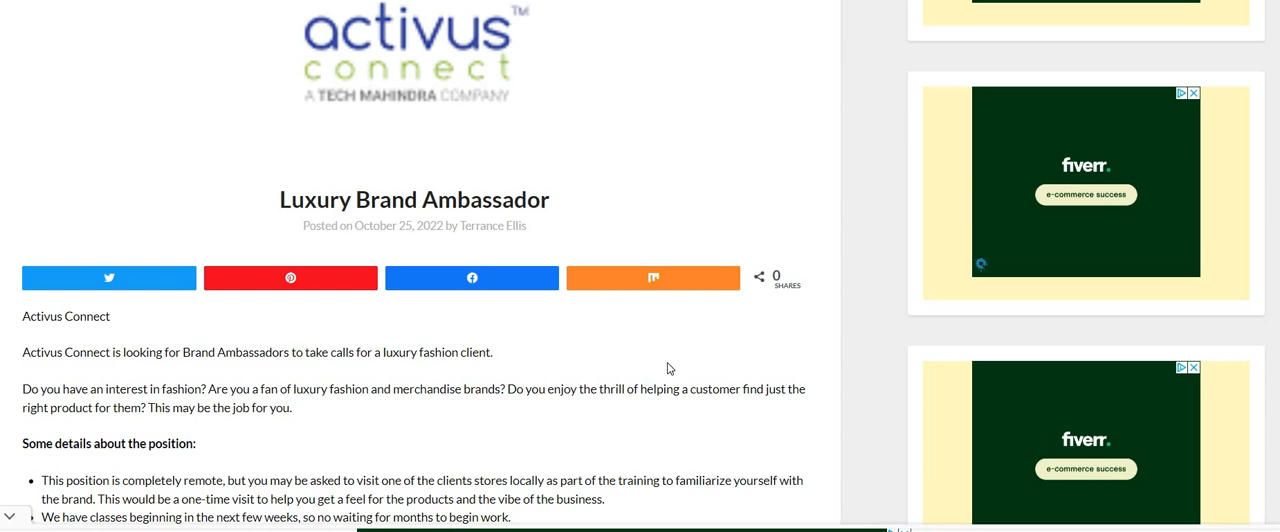 activus™
connect
A TECH MAHINDRA COMPANY
Luxury Brand Ambassador
Posted on October 25, 2022 by Terrance Ellis
0
SHARES
Activus Connect
Activus Connect is looking for Brand Ambassadors to take calls for a luxury fashion client.
Do you have an interest in fashion? Are you a fan of luxury fashion and merchandise brands? Do you enjoy the thrill of helping a customer find just the
right product for them? This may be the job for you.
Some details about the position:
• This position is completely remote, but you may be asked to visit one of the clients stores locally as part of the training to familiarize yourself with
the brand. This would be a one-time visit to help you get a feel for the products and the vibe of the business.
• We have classes beginning in the next few weeks, so no waiting for months to begin work.
fiverr.
e-commerce success
fiverr.
e-commerce success